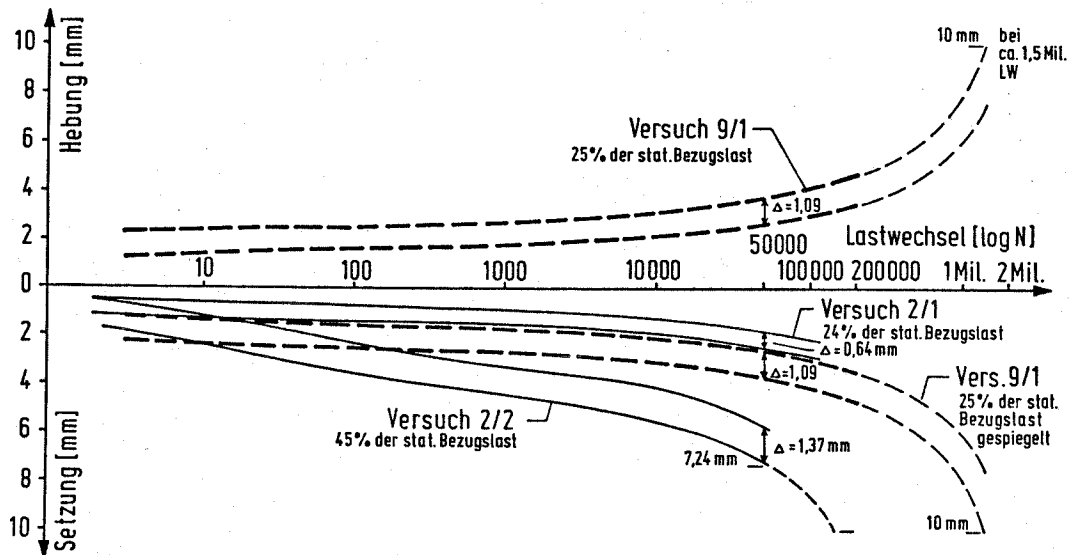 Hebung [mm]
10
8
6
4
2
0
2
4
6
8
10
Setzung [mm]
10 mm
bei
ca. 1,5 Mil.
LW
Versuch 9/1
25% der stat. Bezugslast
Δ=1,09
50000
Lastwechsel [log N]
10
100
1000
10000
100000
200000
1 Mil.
2 Mil.
Versuch 2/1
24% der stat. Bezugslast
Δ=0,64 mm
Δ=1,09
Vers. 9/1
25% der stat.
Bezugslast
gespiegelt
Versuch 2/2
45% der stat. Bezugslast
Δ=1,37 mm
7,24 mm
10 mm